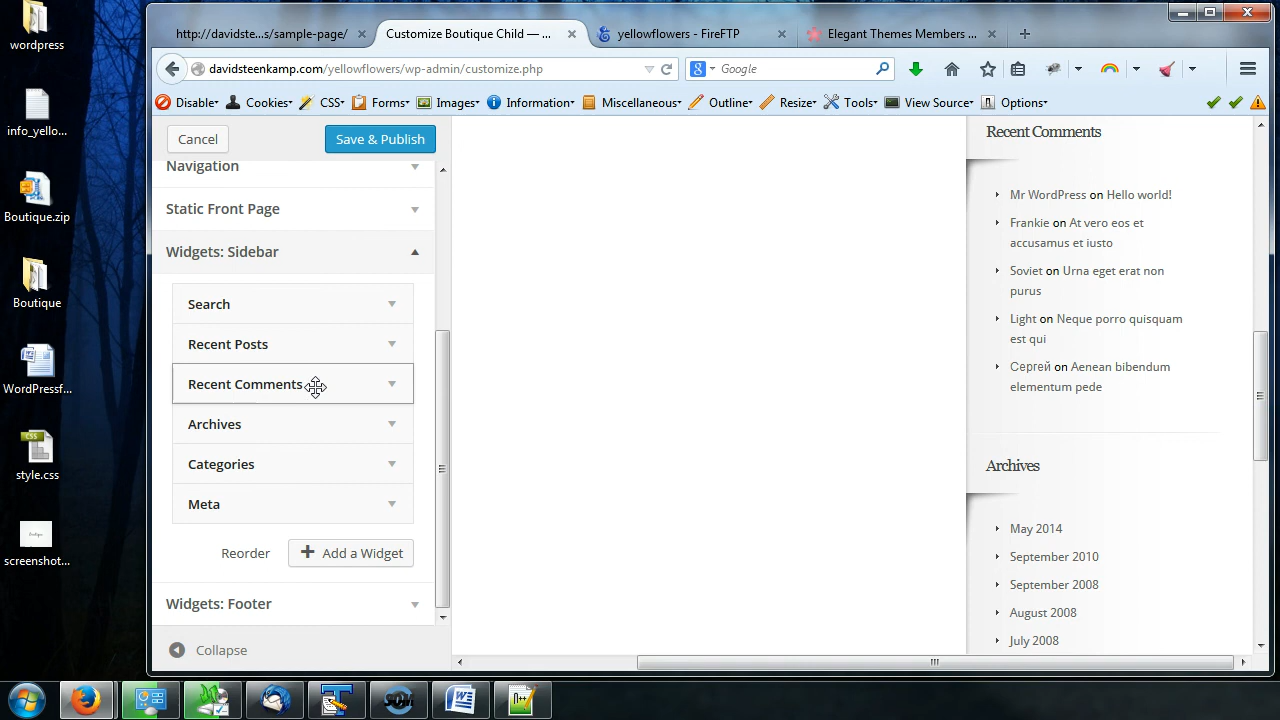 wordpress
info_yello...
Boutique.zip
Boutique
WordPressf...
style.css
screenshot...
http://davidste...s/sample-page/
Customize Boutique Child — ...
yellowflowers - FireFTP
Elegant Themes Members ...
davidsteenkamp.com/yellowflowers/wp-admin/customize.php
Google
Disable
Cookies
CSS
Forms
Images
Information
Miscellaneous
Outline
Resize
Tools
View Source
Options
Cancel
Save & Publish
Navigation
Static Front Page
Widgets: Sidebar
Search
Recent Posts
Recent Comments
Archives
Categories
Meta
Reorder
Add a Widget
Widgets: Footer
Collapse
Recent Comments
Mr WordPress on Hello world!
Frankie on At vero eos et
accusamus et iusto
Soviet on Urna eget erat non
purus
Light on Neque porro quisquam
est qui
Сергей on Aenean bibendum
elementum pede
Archives
May 2014
September 2010
September 2008
August 2008
July 2008